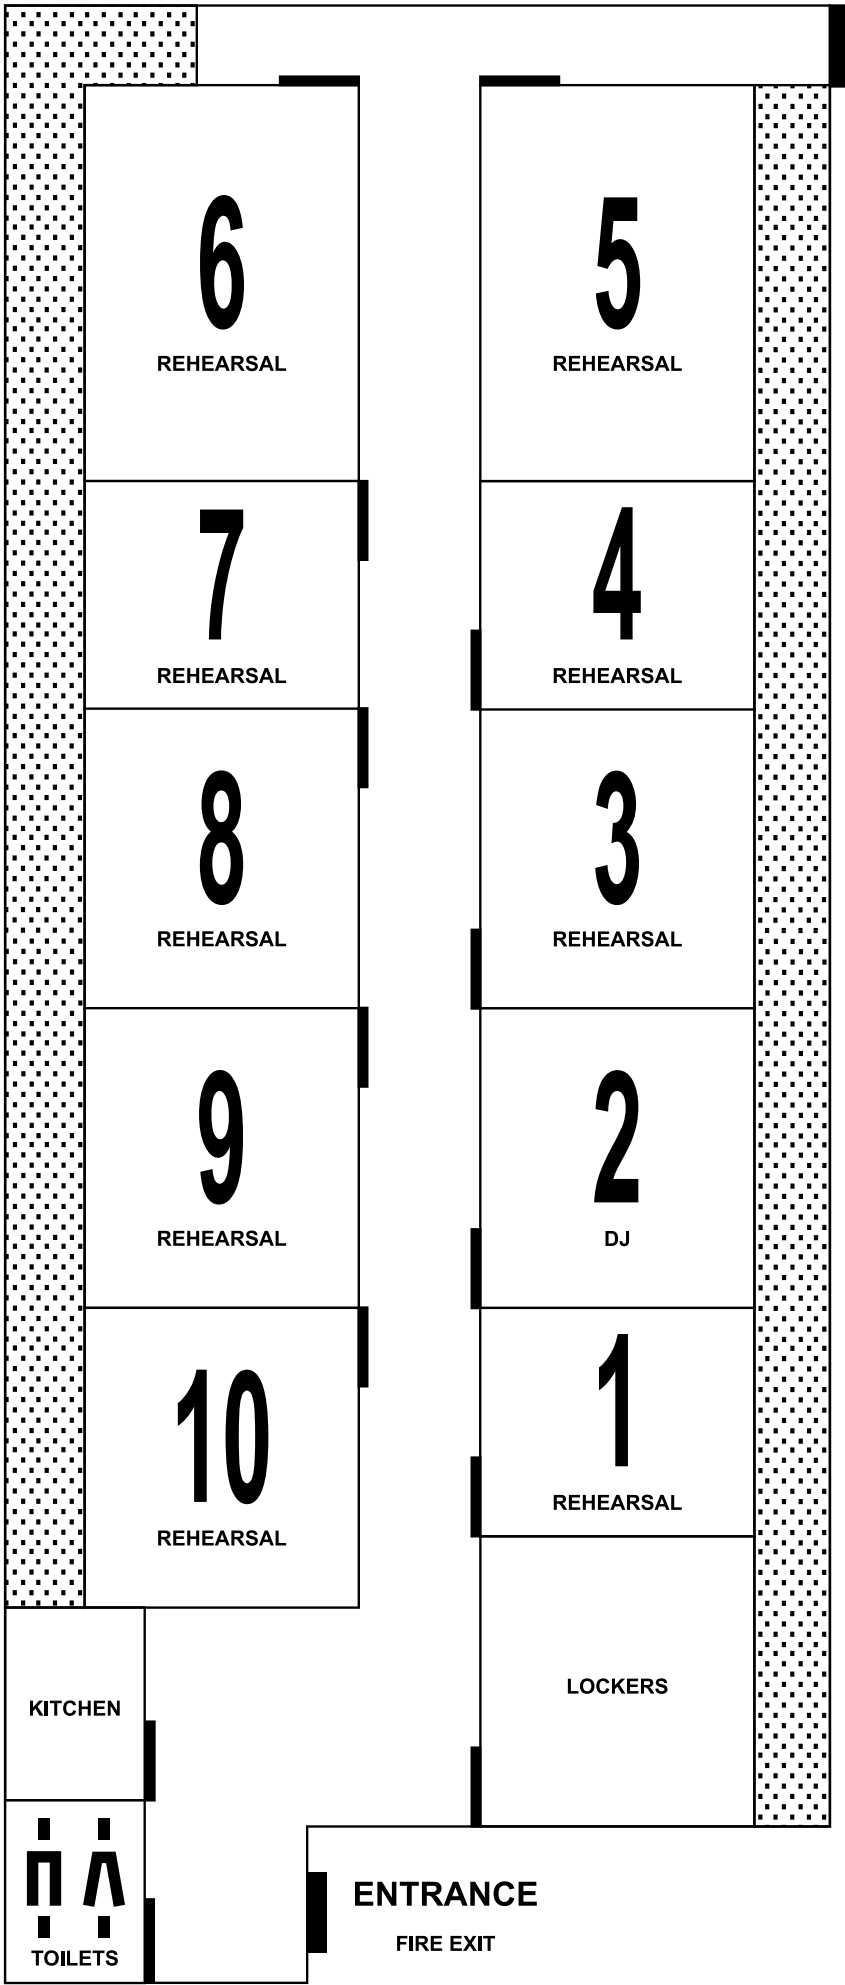 6
REHEARSAL
5
REHEARSAL
7
REHEARSAL
4
REHEARSAL
8
REHEARSAL
3
REHEARSAL
9
REHEARSAL
2
DJ
10
REHEARSAL
1
REHEARSAL
KITCHEN
LOCKERS
TOILETS
ENTRANCE
FIRE EXIT